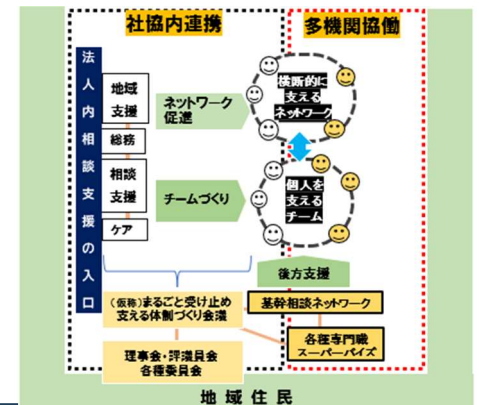 社協内連携
多機関協働
法人内相談支援の入口
地域
支援
総務
相談
支援
ケア
ネットワーク
促進
チームづくり
横断的に
支える
ネットワーク
個人を
支える
チーム
後方支援
(仮称)まるごと受け止め
支える体制づくり会議
基幹相談ネットワーク
理事会・評議員会
各種委員会
各種専門職
スーパーバイズ
地域住民